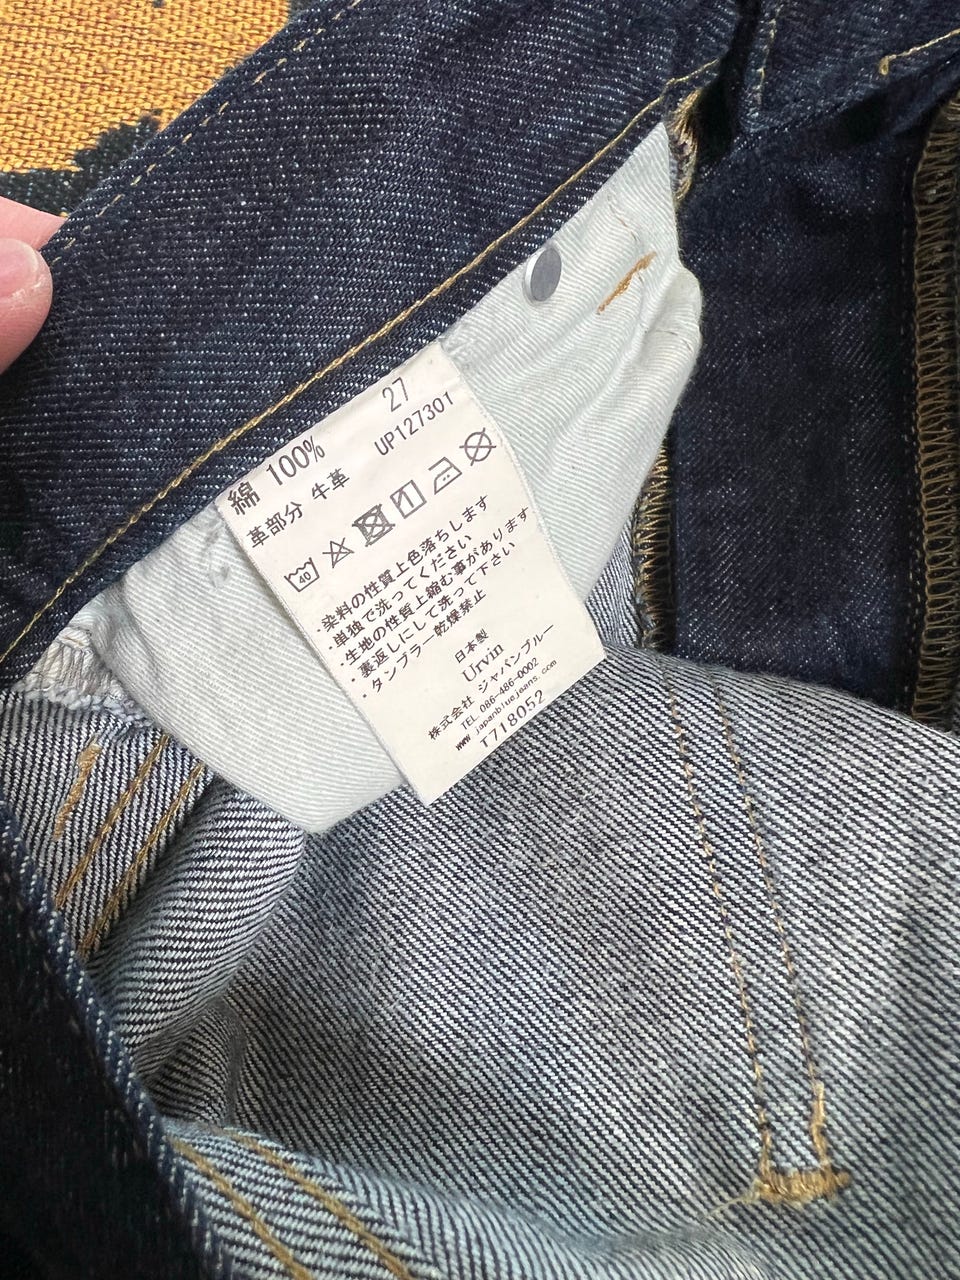 27
綿 100%
UP127301
革部分 牛革
40
・染料の性質上色落ちします
・単独で洗ってください
・生地の性質上縮む事があります
・裏返しにして洗って下さい
・タンブラー乾燥禁止
日本製
Urvin
株式会社 ジャパンブルー
TEL 086-486-0002
www.japanbluejeans.com
T718052